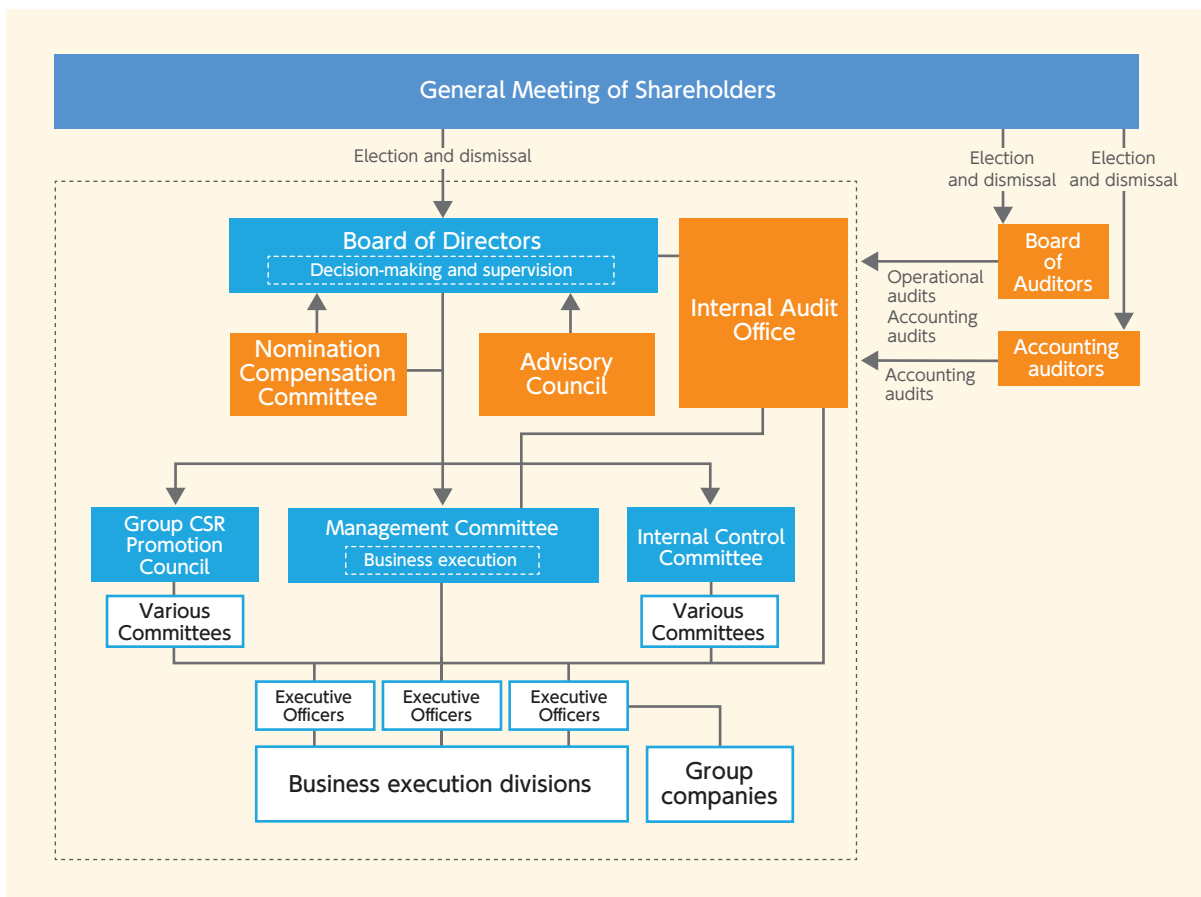 General Meeting of Shareholders
Election and dismissal
Election
and dismissal
Election
and dismissal
Board of Directors
Decision-making and supervision
Internal Audit
Office
Board
of
Auditors
Operational
audits
Accounting
audits
Nomination
Compensation
Committee
Advisory
Council
Accounting
auditors
Accounting
audits
Group CSR
Promotion
Council
Management Committee
Business execution
Internal Control
Committee
Various
Committees
Various
Committees
Executive
Officers
Executive
Officers
Executive
Officers
Business execution divisions
Group
companies